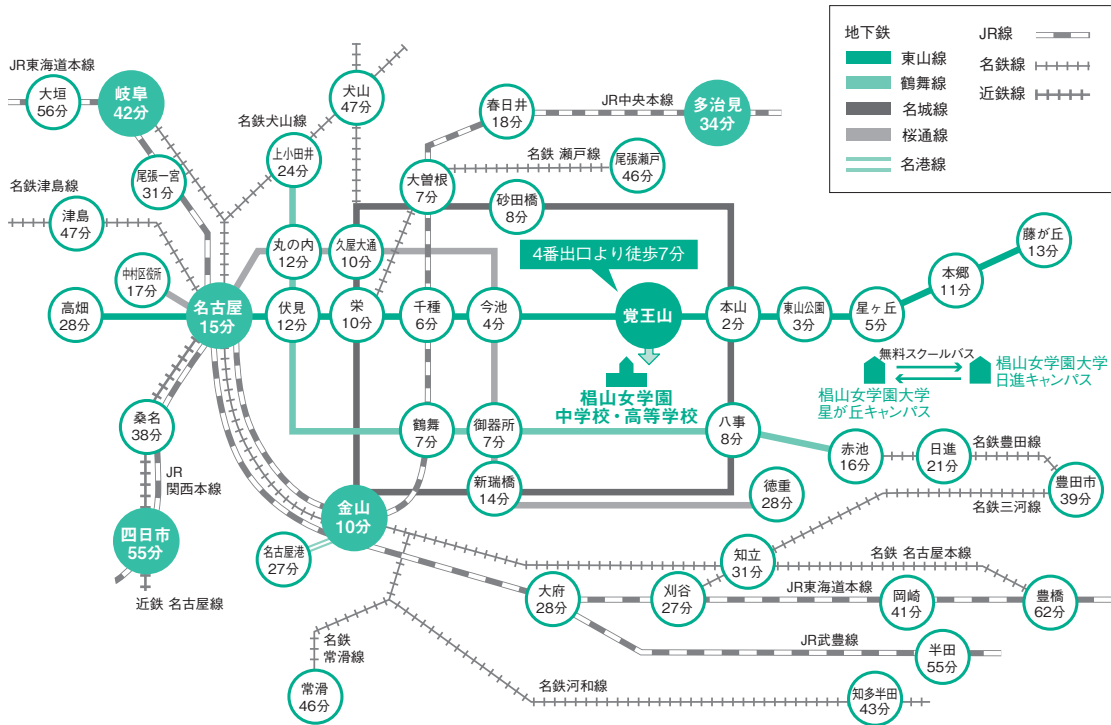 地下鉄
東山線
鶴舞線
名城線
桜通線
名港線
JR線
名鉄線
近鉄線
JR東海道本線
大垣
56分
岐阜
42分
犬山
47分
春日井
18分
JR中央本線
多治見
34分
名鉄犬山線
上小田井
24分
尾張一宮
31分
大曽根
7分
名鉄 瀬戸線
尾張瀬戸
46分
名鉄津島線
津島
47分
砂田橋
8分
丸の内
12分
久屋大通
10分
4番出口より徒歩7分
藤が丘
13分
中村区役所
17分
本郷
11分
高畑
28分
名古屋
15分
伏見
12分
栄
10分
千種
6分
今池
4分
覚王山
本山
2分
東山公園
3分
星ヶ丘
5分
無料スクールバス
椙山女学園大学
日進キャンパス
椙山女学園大学
星が丘キャンパス
椙山女学園
中学校・高等学校
桑名
38分
鶴舞
7分
御器所
7分
八事
8分
赤池
16分
日進
21分
名鉄豊田線
豊田市
39分
名鉄三河線
JR
関西本線
新瑞橋
14分
徳重
28分
四日市
55分
金山
10分
名古屋港
27分
知立
31分
名鉄 名古屋本線
近鉄 名古屋線
大府
28分
刈谷
27分
JR東海道本線
岡崎
41分
豊橋
62分
JR武豊線
半田
55分
名鉄
常滑線
常滑
46分
名鉄河和線
知多半田
43分